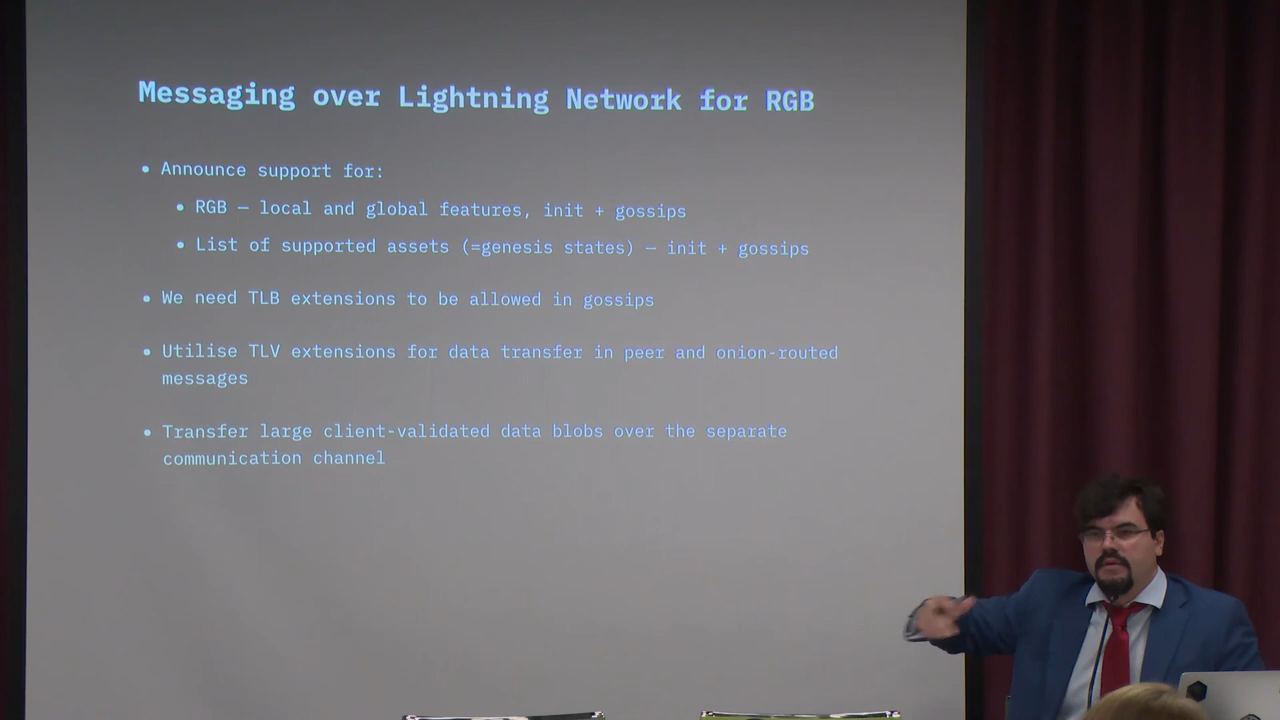 Messaging over Lightning Network for RGB
• Announce support for:
• RGB — local and global features, init + gossips
• List of supported assets (=genesis states) — init + gossips
• We need TLB extensions to be allowed in gossips
• Utilise TLV extensions for data transfer in peer and onion-routed
messages
• Transfer large client-validated data blobs over the separate
communication channel